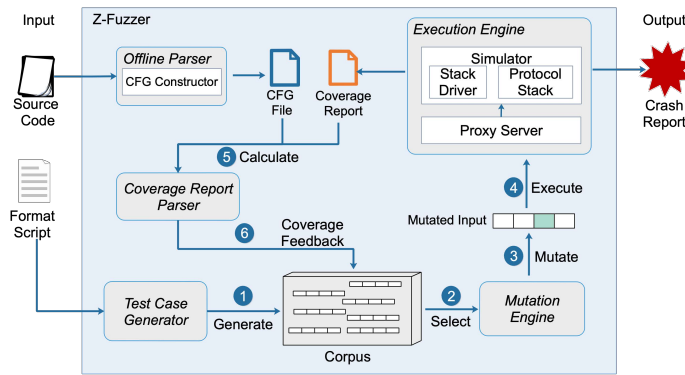 Input
Z-Fuzzer
Output
Offline Parser
CFG Constructor
Source
Code
CFG
File
Coverage
Report
Execution Engine
Simulator
Stack
Driver
Protocol
Stack
Proxy Server
Crash
Report
5 Calculate
Format
Script
Coverage Report
Parser
6
Coverage
Feedback
4 Execute
Mutated Input
3 Mutate
Test Case
Generator
1
Generate
Corpus
2
Select
Mutation
Engine